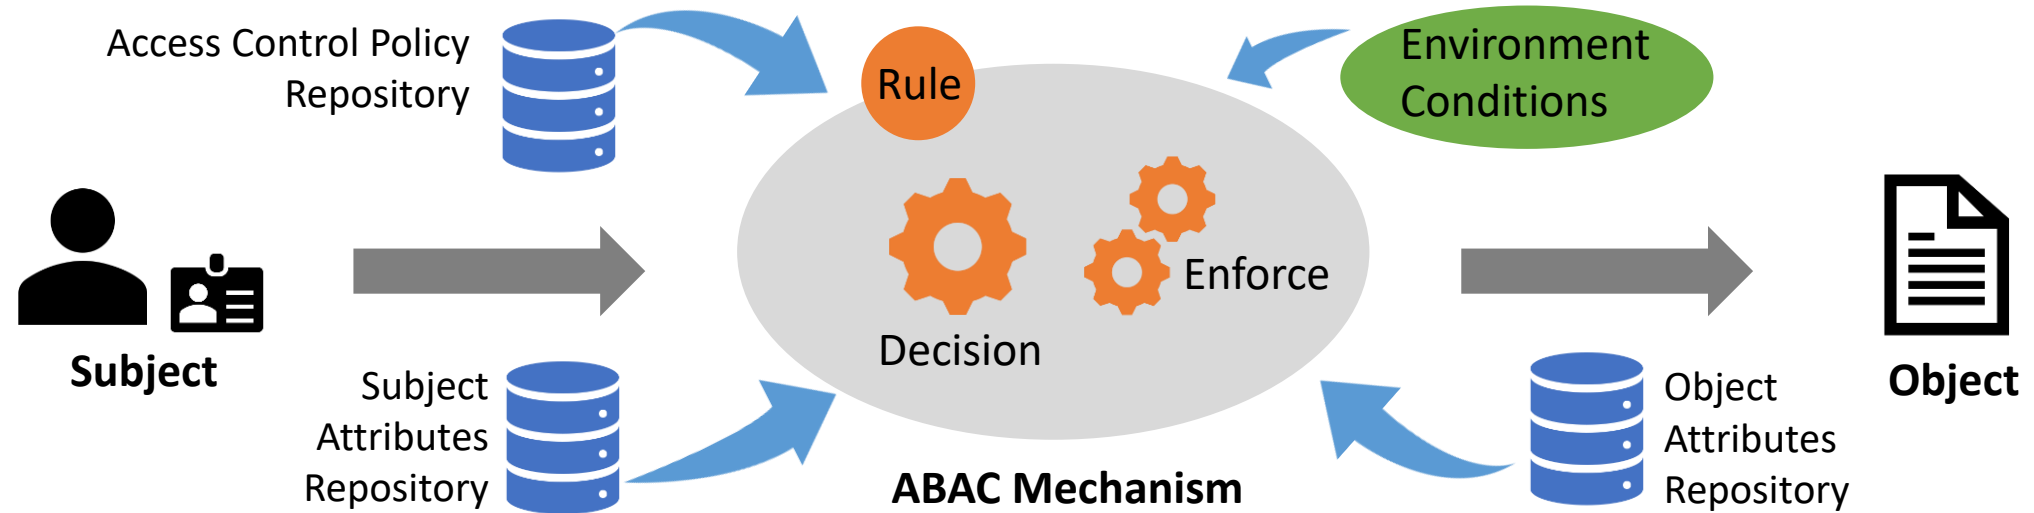 Access Control Policy
Repository
Rule
Environment
Conditions
Subject
Decision
Enforce
Object
Subject
Attributes
Repository
ABAC Mechanism
Object
Attributes
Repository